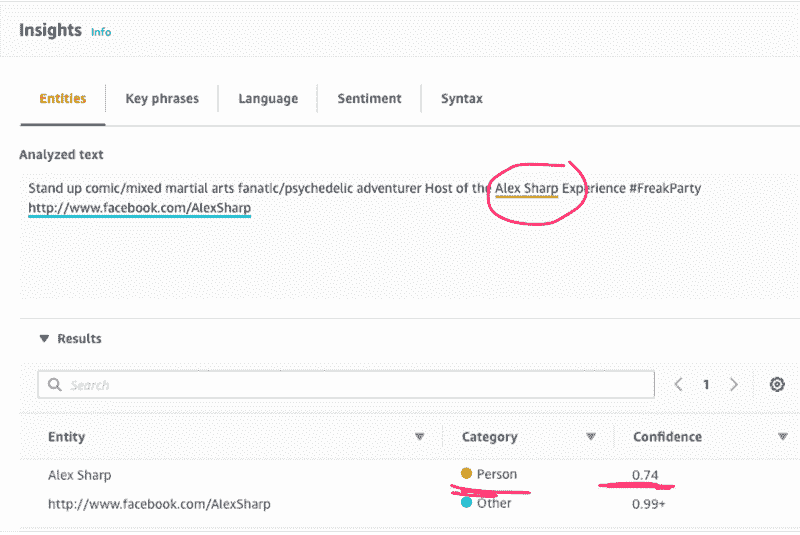 Insights Info
Entities Key phrases Language Sentiment Syntax
Analyzed text
Stand up comic/mixed martial arts fanatic/psychedelic adventurer Host of the Alex Sharp Experience #FreakParty
http://www.facebook.com/AlexSharp
Results
Search 1
Entity Category Confidence
Alex Sharp Person 0.74
http://www.facebook.com/AlexSharp Other 0.99+